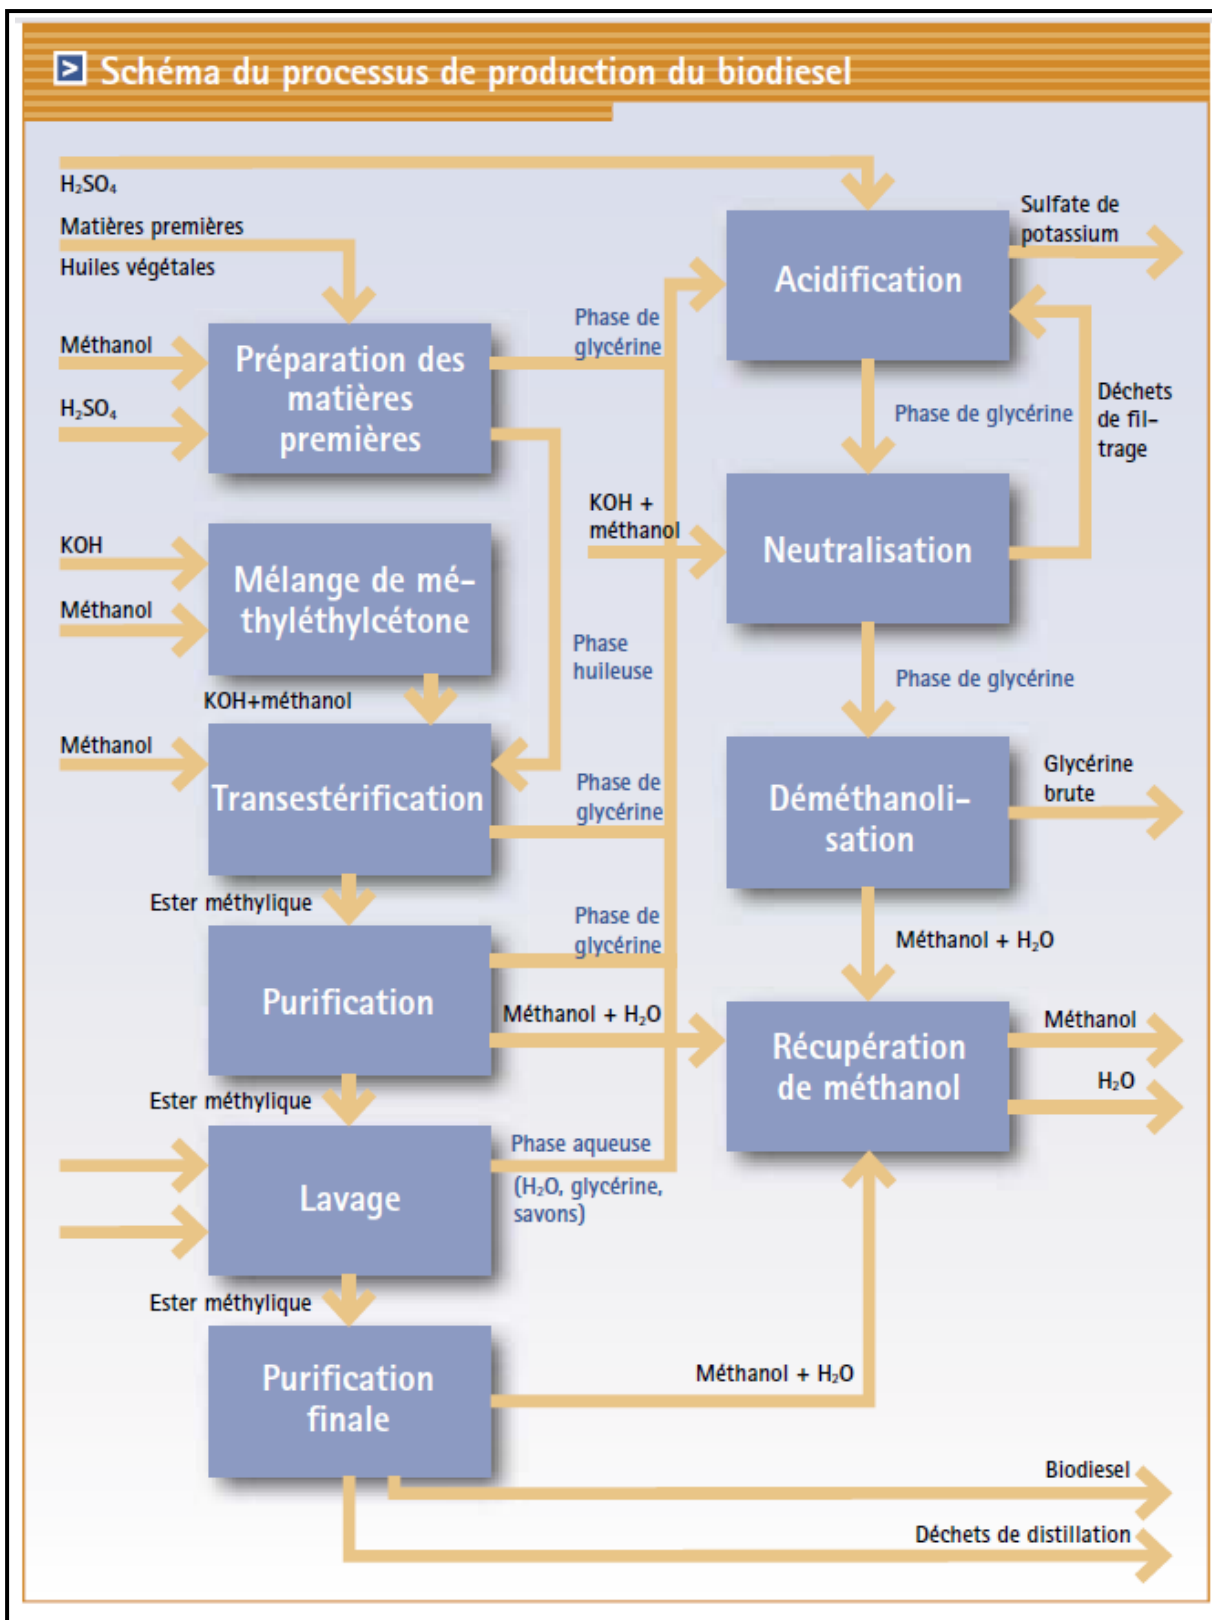 > Schéma du processus de production du biodiesel
H₂SO₄
Matières premières
Huiles végétales
Méthanol
H₂SO₄
Préparation des
matières
premières
Phase de
glycérine
KOH
Méthanol
Mélange de mé-
thyléthylcétone
Phase
huileuse
KOH+méthanol
Méthanol
Transestérification
Phase de
glycérine
Ester méthylique
Purification
Phase de
glycérine
Méthanol + H₂O
Ester méthylique
Lavage
Phase aqueuse
(H₂O, glycérine,
savons)
Ester méthylique
Purification
finale
Méthanol + H₂O
Acidification
Sulfate de
potassium
Phase de glycérine
Déchets
de fil-
trage
KOH +
méthanol
Neutralisation
Phase de glycérine
Déméthanoli-
sation
Glycérine
brute
Méthanol + H₂O
Récupération
de méthanol
Méthanol
H₂O
Biodiesel
Déchets de distillation